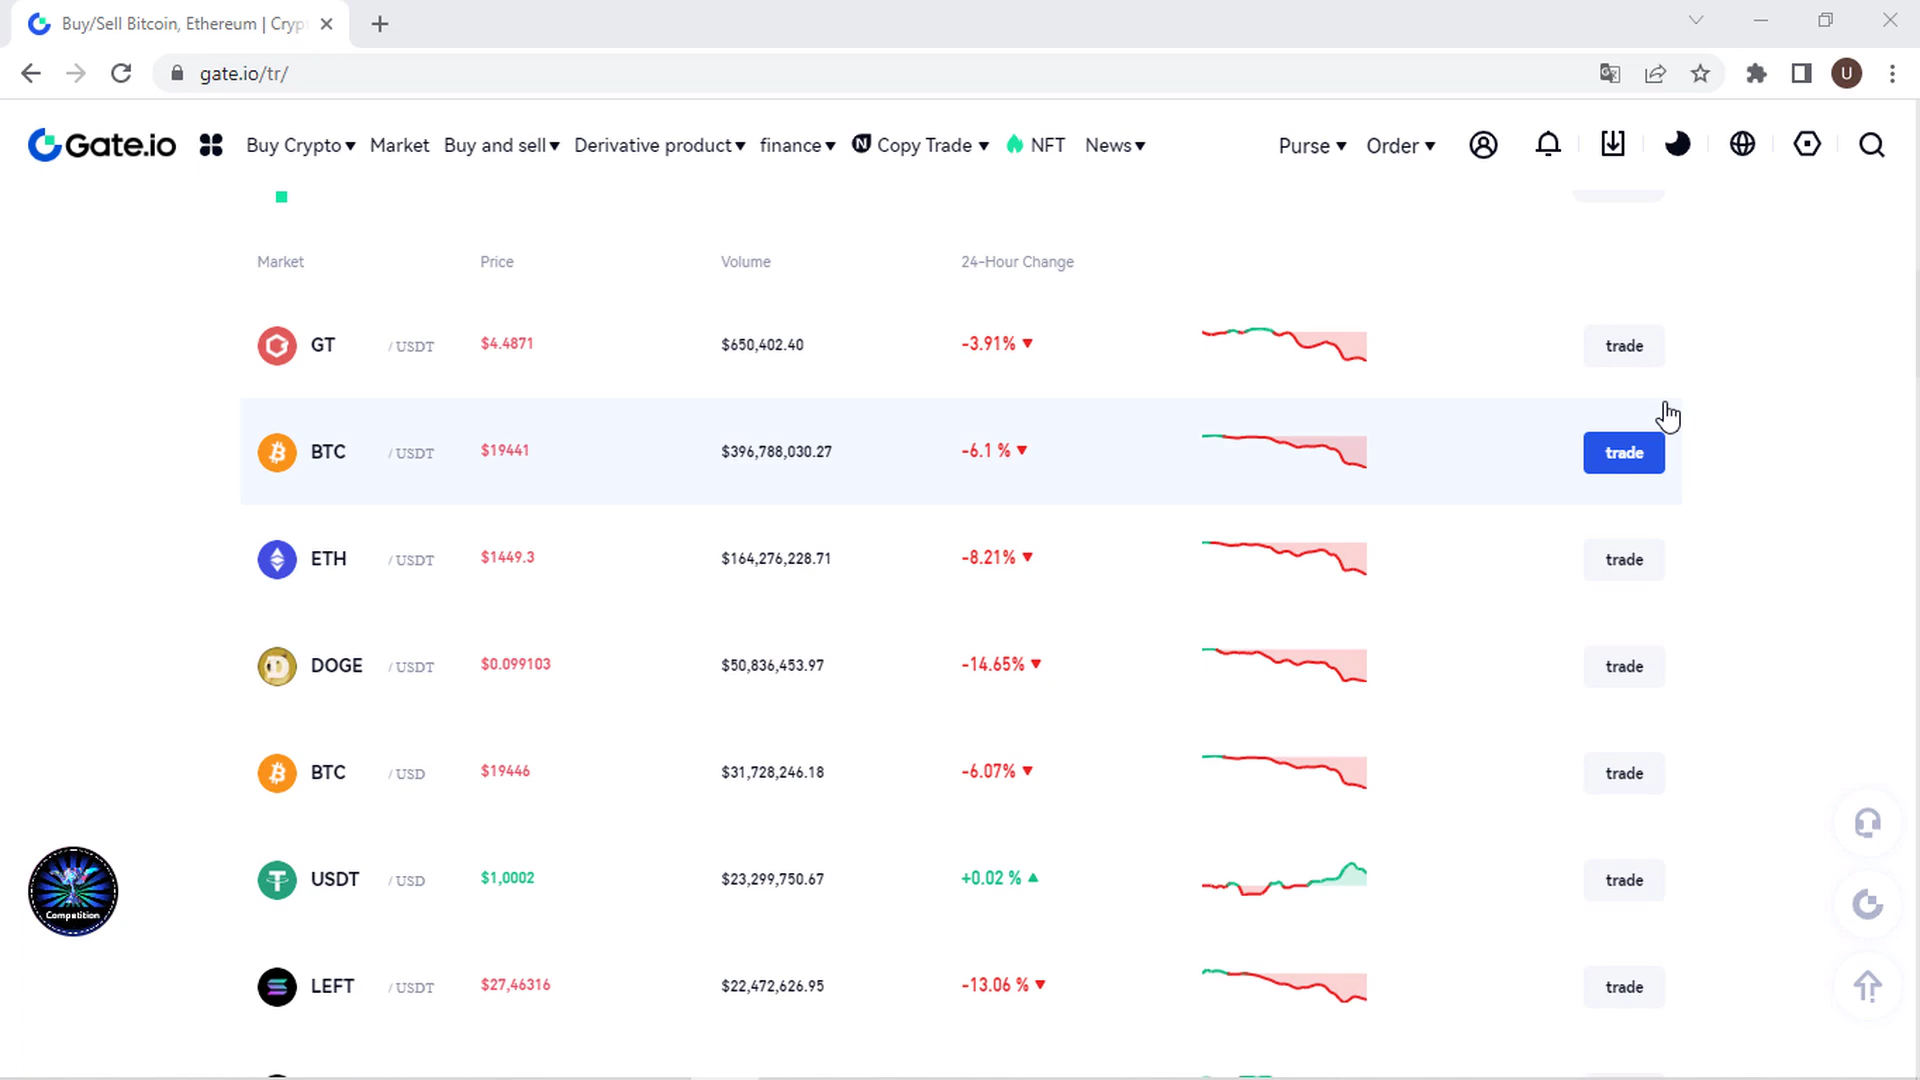 Buy/Sell Bitcoin, Ethereum | Cryp
gate.io/tr/
U
Gate.io Buy Crypto▾ Market Buy and sell▾ Derivative product▾ finance▾ Copy Trade ▾ NFT News▾ Purse ▾ Order ▾
Market Price Volume 24-Hour Change
GT / USDT $4.4871 $650,402.40 -3.91% ▼ trade
BTC / USDT $19441 $396,788,030.27 -6.1 % ▼ trade
ETH / USDT $1449.3 $164,276,228.71 -8.21% ▼ trade
DOGE / USDT $0.099103 $50,836,453.97 -14.65% ▼ trade
BTC / USD $19446 $31,728,246.18 -6.07% ▼ trade
USDT / USD $1,0002 $23,299,750.67 +0.02 % ▲ trade
Competition
LEFT / USDT $27,46316 $22,472,626.95 -13.06 % ▼ trade